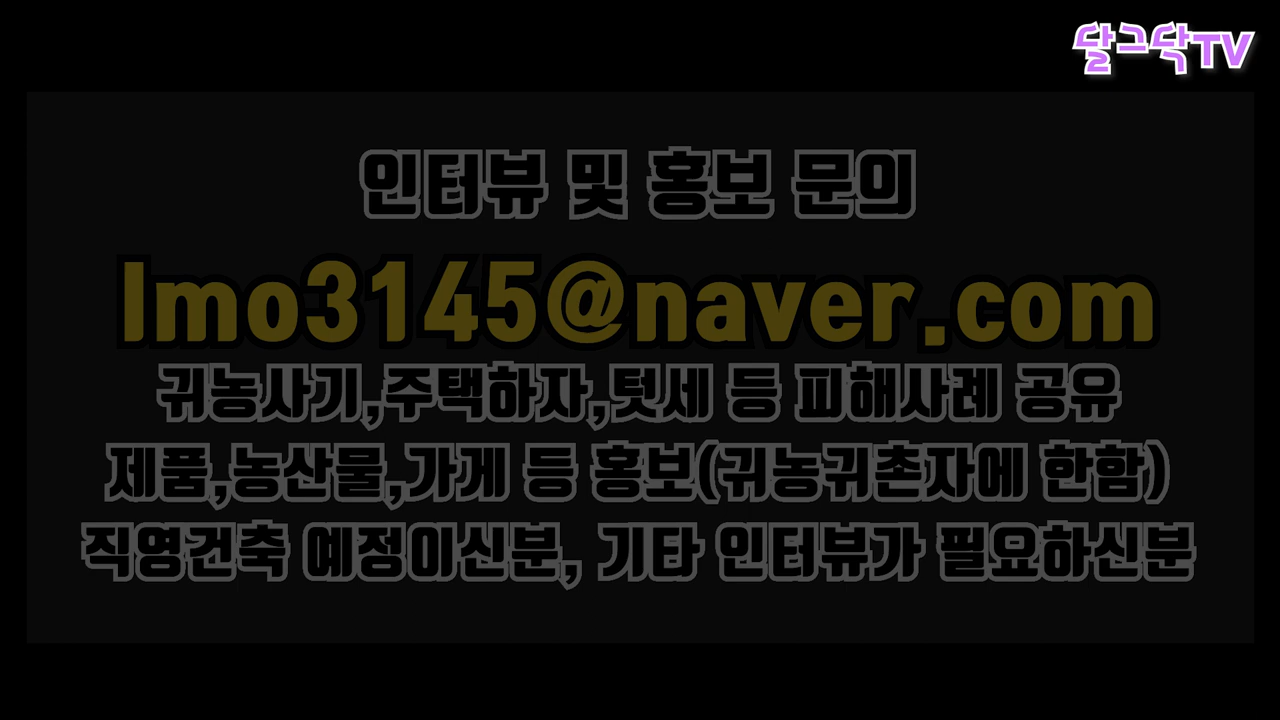 달그닥TV
인터뷰 및 홍보 문의
lmo3145@naver.com
귀농사기,주택하자,텃세 등 피해사례 공유
제품,농산물,가게 등 홍보(귀농귀촌자에 한함)
직영건축 예정이신분, 기타 인터뷰가 필요하신분